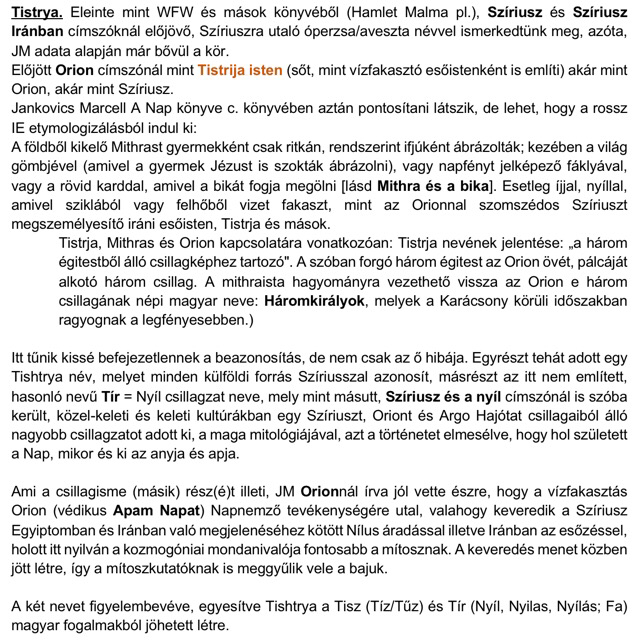 Tistrya. Eleinte mint WFW és mások könyvéből (Hamlet Malma pl.), Szíriusz és Szíriusz
Iránban címszóknál előjövő, Szíriuszra utaló óperzsa/aveszta névvel ismerkedtünk meg, azóta,
JM adata alapján már bővül a kör.
Előjött Orion címszónál mint Tistrija isten (sőt, mint vízfakasztó esőistenként is említi) akár mint
Orion, akár mint Szíriusz.
Jankovics Marcell A Nap könyve c. könyvében aztán pontosítani látszik, de lehet, hogy a rossz
IE etymologizálásból indul ki:
A földből kikelő Mithrast gyermekként csak ritkán, rendszerint ifjúként ábrázolták; kezében a világ
gömbjével (amivel a gyermek Jézust is szokták ábrázolni), vagy napfényt jelképező fáklyával,
vagy a rövid karddal, amivel a bikát fogja megölni [lásd Mithra és a bika]. Esetleg íjjal, nyíllal,
amivel sziklából vagy felhőből vizet fakaszt, mint az Orionnal szomszédos Szíriuszt
megszemélyesítő iráni esőisten, Tistrja és mások.
Tistrja, Mithras és Orion kapcsolatára vonatkozóan: Tistrja nevének jelentése: „a három
égitestből álló csillagképhez tartozó". A szóban forgó három égitest az Orion övét, pálcáját
alkotó három csillag. A mithraista hagyományra vezethető vissza az Orion e három
csillagának népi magyar neve: Háromkirályok, melyek a Karácsony körüli időszakban
ragyognak a legfényesebben.)
Itt tűnik kissé befejezetlennek a beazonosítás, de nem csak az ő hibája. Egyrészt tehát adott egy
Tishtrya név, melyet minden külföldi forrás Szíriusszal azonosít, másrészt az itt nem említett,
hasonló nevű Tír = Nyíl csillagzat neve, mely mint másutt, Szíriusz és a nyíl címszónál is szóba
került, közel-keleti és keleti kultúrákban egy Szíriuszt, Oriont és Argo Hajótat csillagaiból álló
nagyobb csillagzatot adott ki, a maga mitológiájával, azt a történetet elmesélve, hogy hol született
a Nap, mikor és ki az anyja és apja.
Ami a csillagisme (másik) rész(é)t illeti, JM Orionnál írva jól vette észre, hogy a vízfakasztás
Orion (védikus Apam Napat) Napnemző tevékenységére utal, valahogy keveredik a Szíriusz
Egyiptomban és Iránban való megjelenéséhez kötött Nílus áradással illetve Iránban az esőzéssel,
holott itt nyilván a kozmogóniai mondanivalója fontosabb a mítosznak. A keveredés menet közben
jött létre, így a mítoszkutatóknak is meggyűlik vele a bajuk.
A két nevet figyelembevéve, egyesítve Tishtrya a Tisz (Tíz/Tűz) és Tír (Nyíl, Nyilas, Nyílás; Fa)
magyar fogalmakból jöhetett létre.